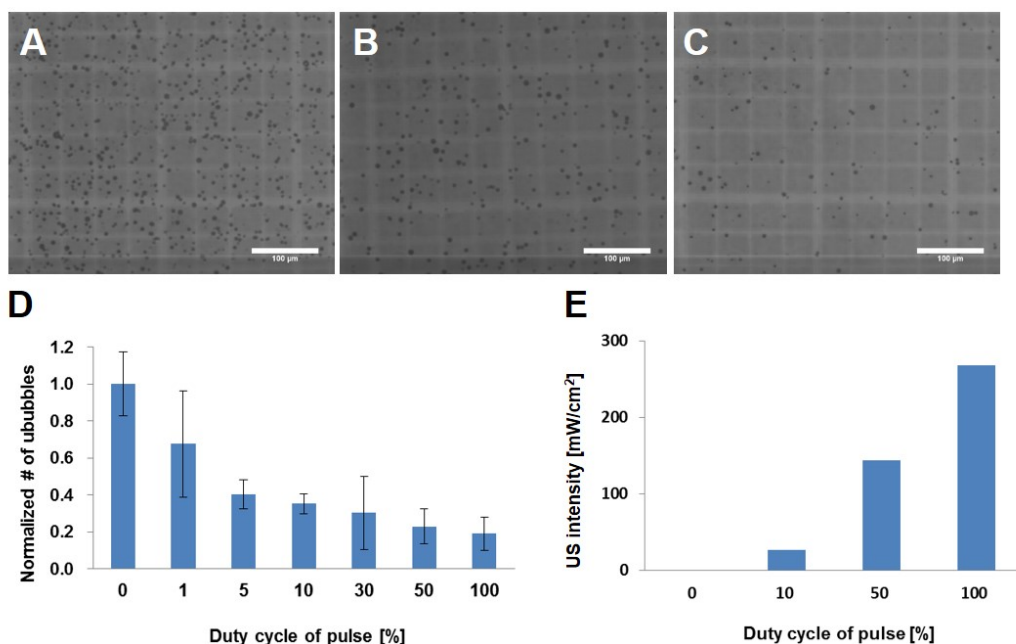 A
B
C
100 µm
100 µm
100 µm
D
E
Normalized # of ububbles
1.2
1.0
0.8
0.6
0.4
0.2
0.0
0 1 5 10 30 50 100
Duty cycle of pulse [%]
US intensity [mW/cm²]
300
200
100
0
0 10 50 100
Duty cycle of pulse [%]